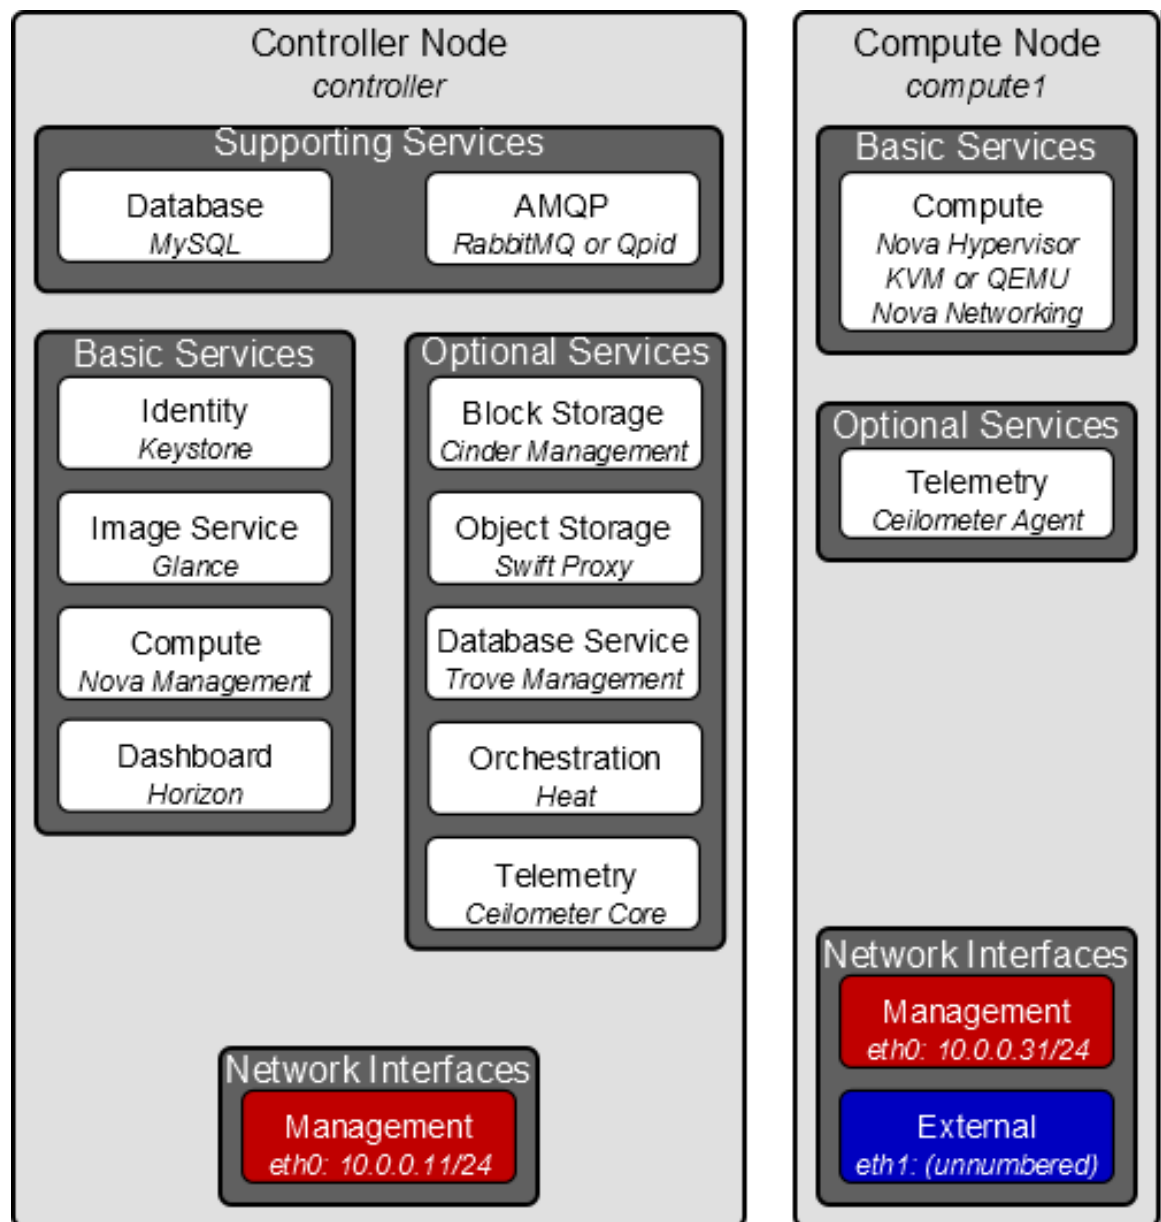 Controller Node
controller
Supporting Services
Database
MySQL
AMQP
RabbitMQ or Qpid
Basic Services
Identity
Keystone
Image Service
Glance
Compute
Nova Management
Dashboard
Horizon
Optional Services
Block Storage
Cinder Management
Object Storage
Swift Proxy
Database Service
Trove Management
Orchestration
Heat
Telemetry
Ceilometer Core
Network Interfaces
Management
eth0: 10.0.0.11/24
Compute Node
compute1
Basic Services
Compute
Nova Hypervisor
KVM or QEMU
Nova Networking
Optional Services
Telemetry
Ceilometer Agent
Network Interfaces
Management
eth0: 10.0.0.31/24
External
eth1: (unnumbered)